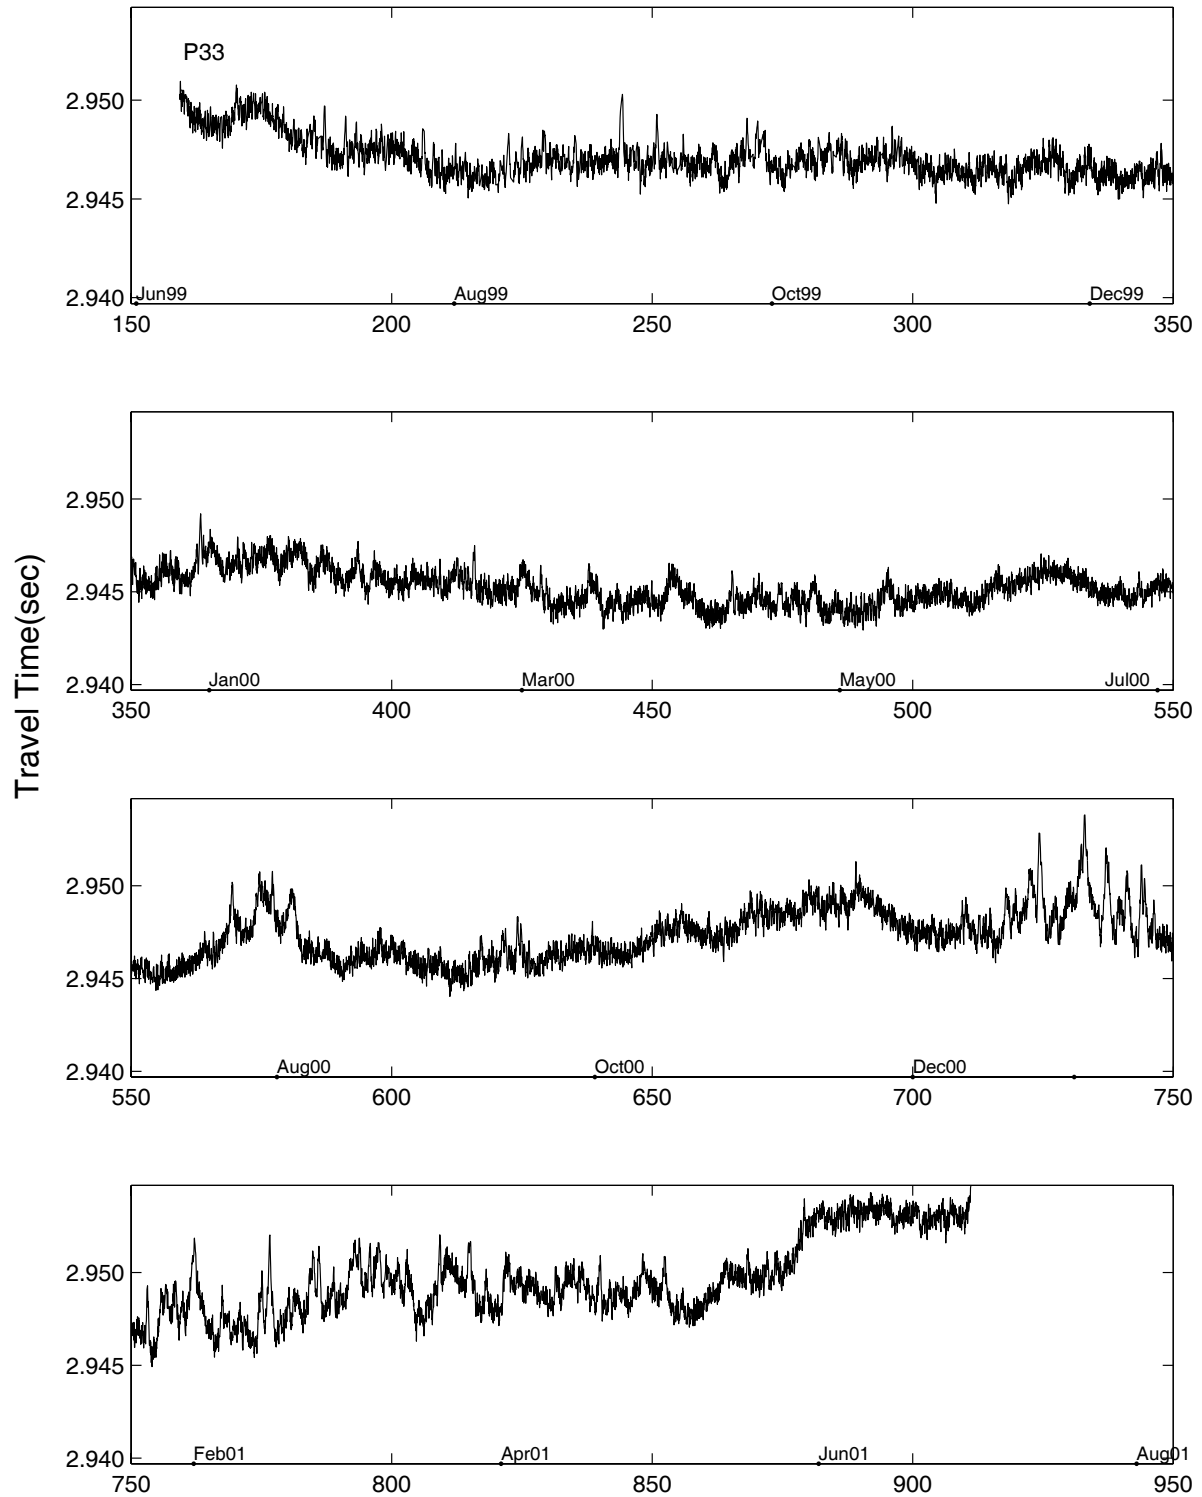 P33
2.950
2.945
2.940
Jun99 Aug99 Oct99 Dec99
150 200 250 300 350
Travel Time(sec)
2.950
2.945
2.940
Jan00 Mar00 May00 Jul00
350 400 450 500 550
2.950
2.945
2.940
Aug00 Oct00 Dec00
550 600 650 700 750
2.950
2.945
2.940
Feb01 Apr01 Jun01 Aug01
750 800 850 900 950